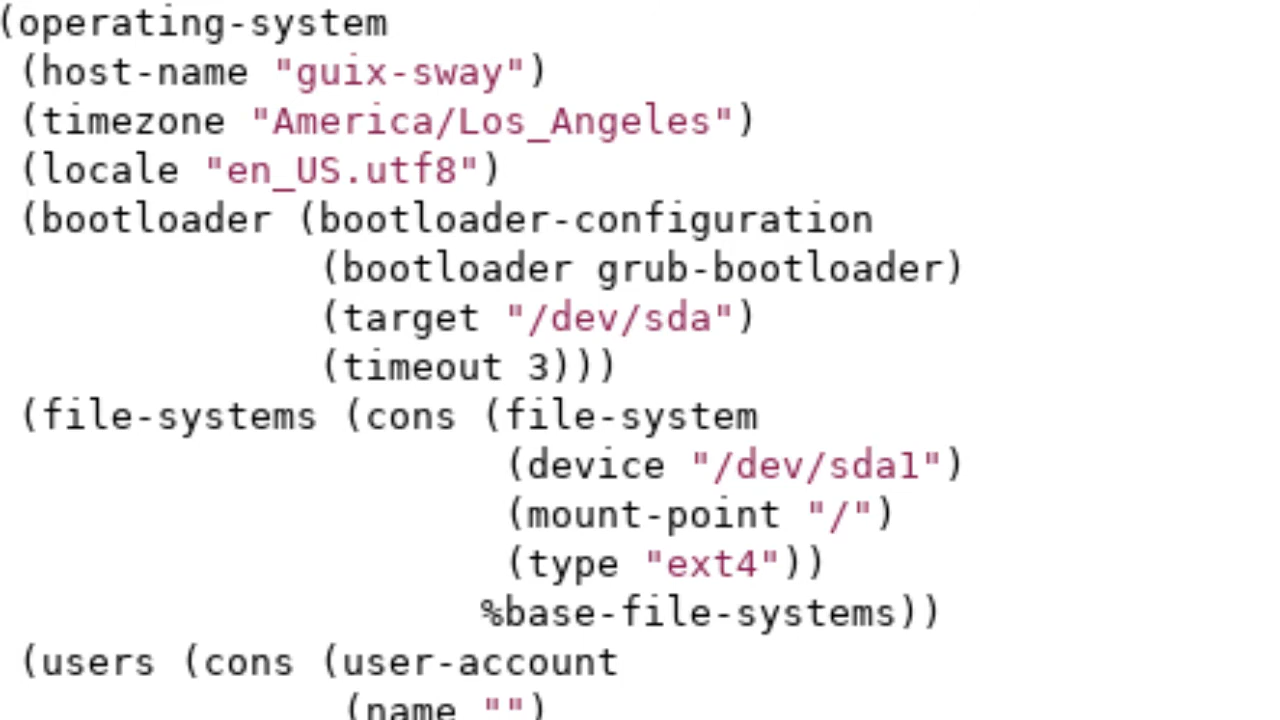 (operating-system
 (host-name "guix-sway")
 (timezone "America/Los_Angeles")
 (locale "en_US.utf8")
 (bootloader (bootloader-configuration
              (bootloader grub-bootloader)
              (target "/dev/sda")
              (timeout 3)))
 (file-systems (cons (file-system
                      (device "/dev/sda1")
                      (mount-point "/")
                      (type "ext4"))
                     %base-file-systems))
 (users (cons (user-account
               (name "")